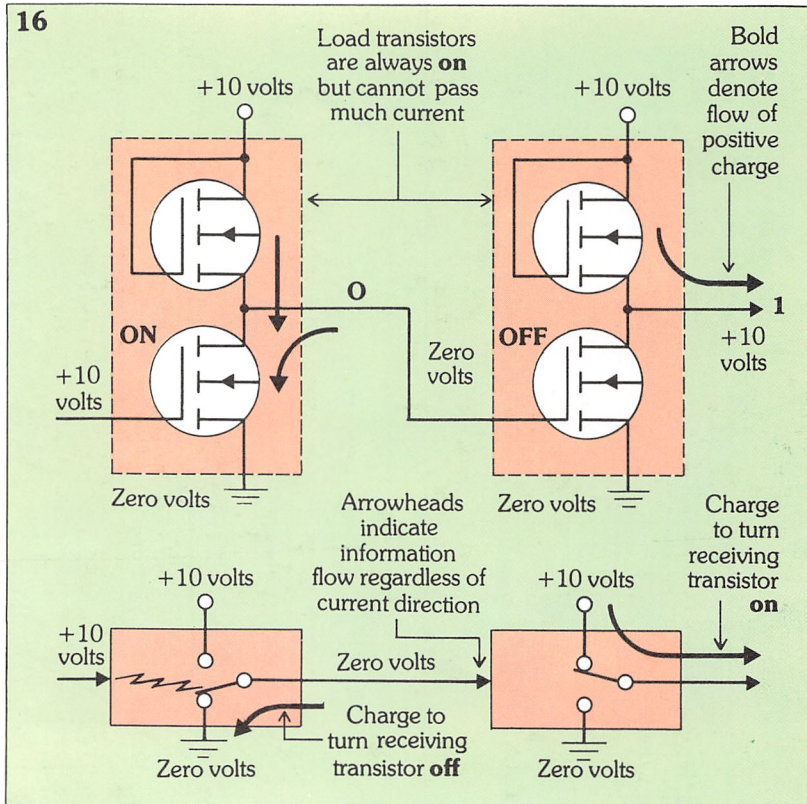 16
Load transistors
are always on
but cannot pass
much current
Bold
arrows
denote
flow of
positive
charge
+10 volts
+10 volts
ON
O
OFF
1
+10
volts
Zero
volts
+10
volts
Zero volts
Zero volts
Arrowheads
indicate
information
flow regardless of
current direction
Charge
to turn
receiving
transistor
on
+10 volts
+10 volts
+10
volts
Zero volts
Charge to
turn receiving
transistor off
Zero volts
Zero volts